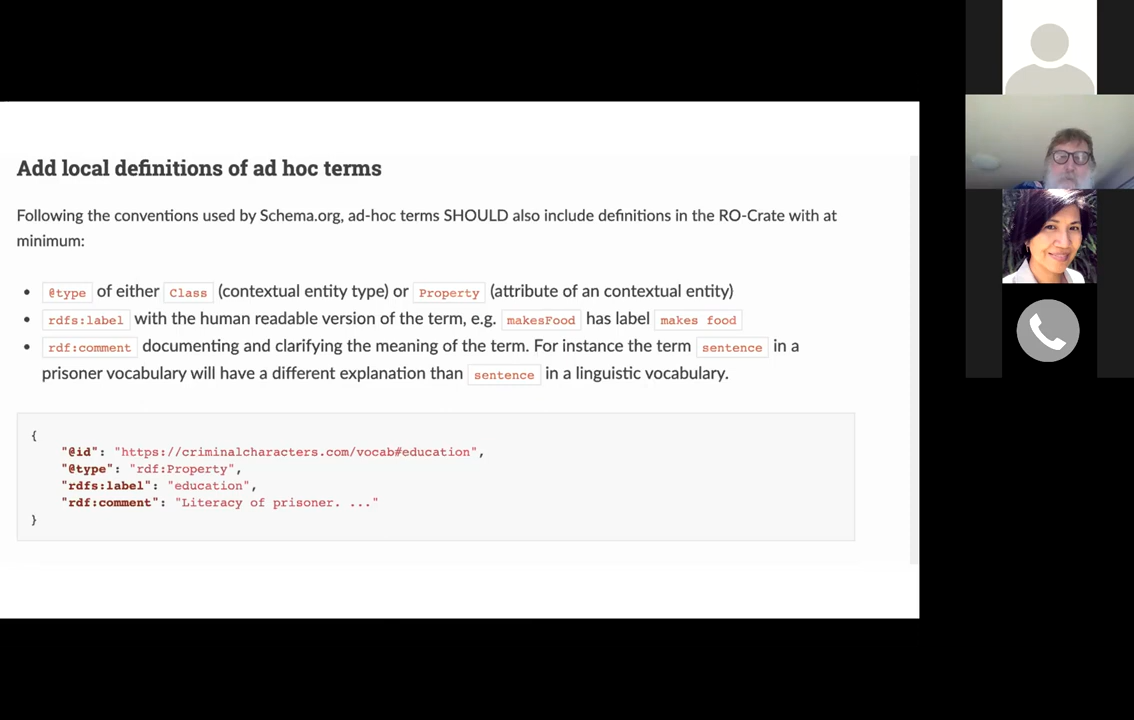 Add local definitions of ad hoc terms
Following the conventions used by Schema.org, ad-hoc terms SHOULD also include definitions in the RO-Crate with at
minimum:
• @type of either Class (contextual entity type) or Property (attribute of an contextual entity)
• rdfs:label with the human readable version of the term, e.g. makesFood has label makes food
• rdf:comment documenting and clarifying the meaning of the term. For instance the term sentence in a
prisoner vocabulary will have a different explanation than sentence in a linguistic vocabulary.
{
"@id": "https://criminalcharacters.com/vocab#education",
"@type": "rdf:Property",
"rdfs:label": "education",
"rdf:comment": "Literacy of prisoner. ..."
}